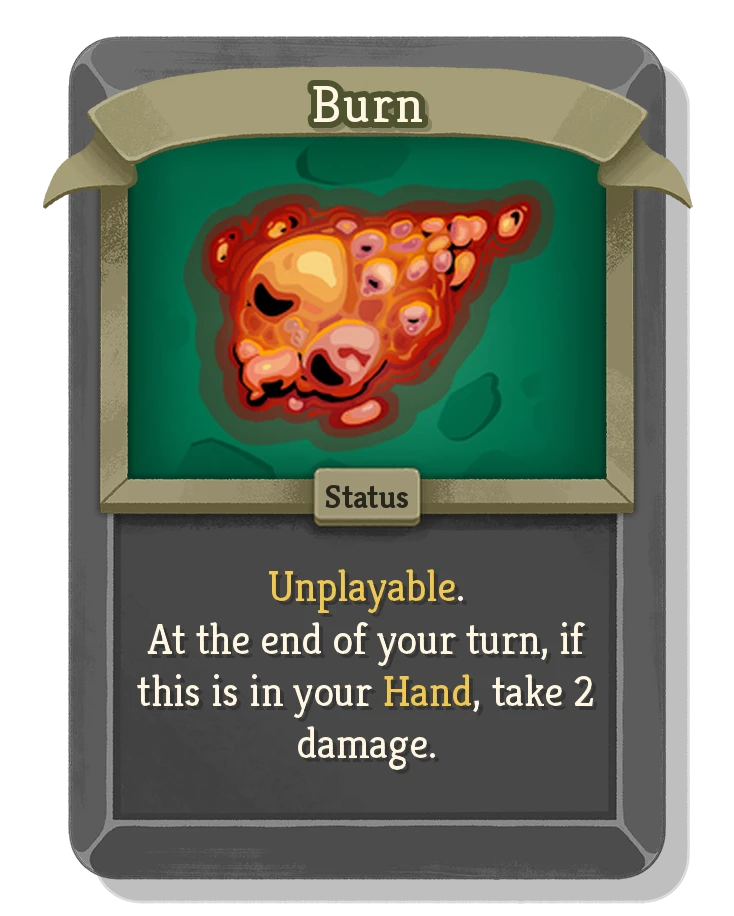 Burn
Status
Unplayable.
At the end of your turn, if
this is in your Hand, take 2
damage.